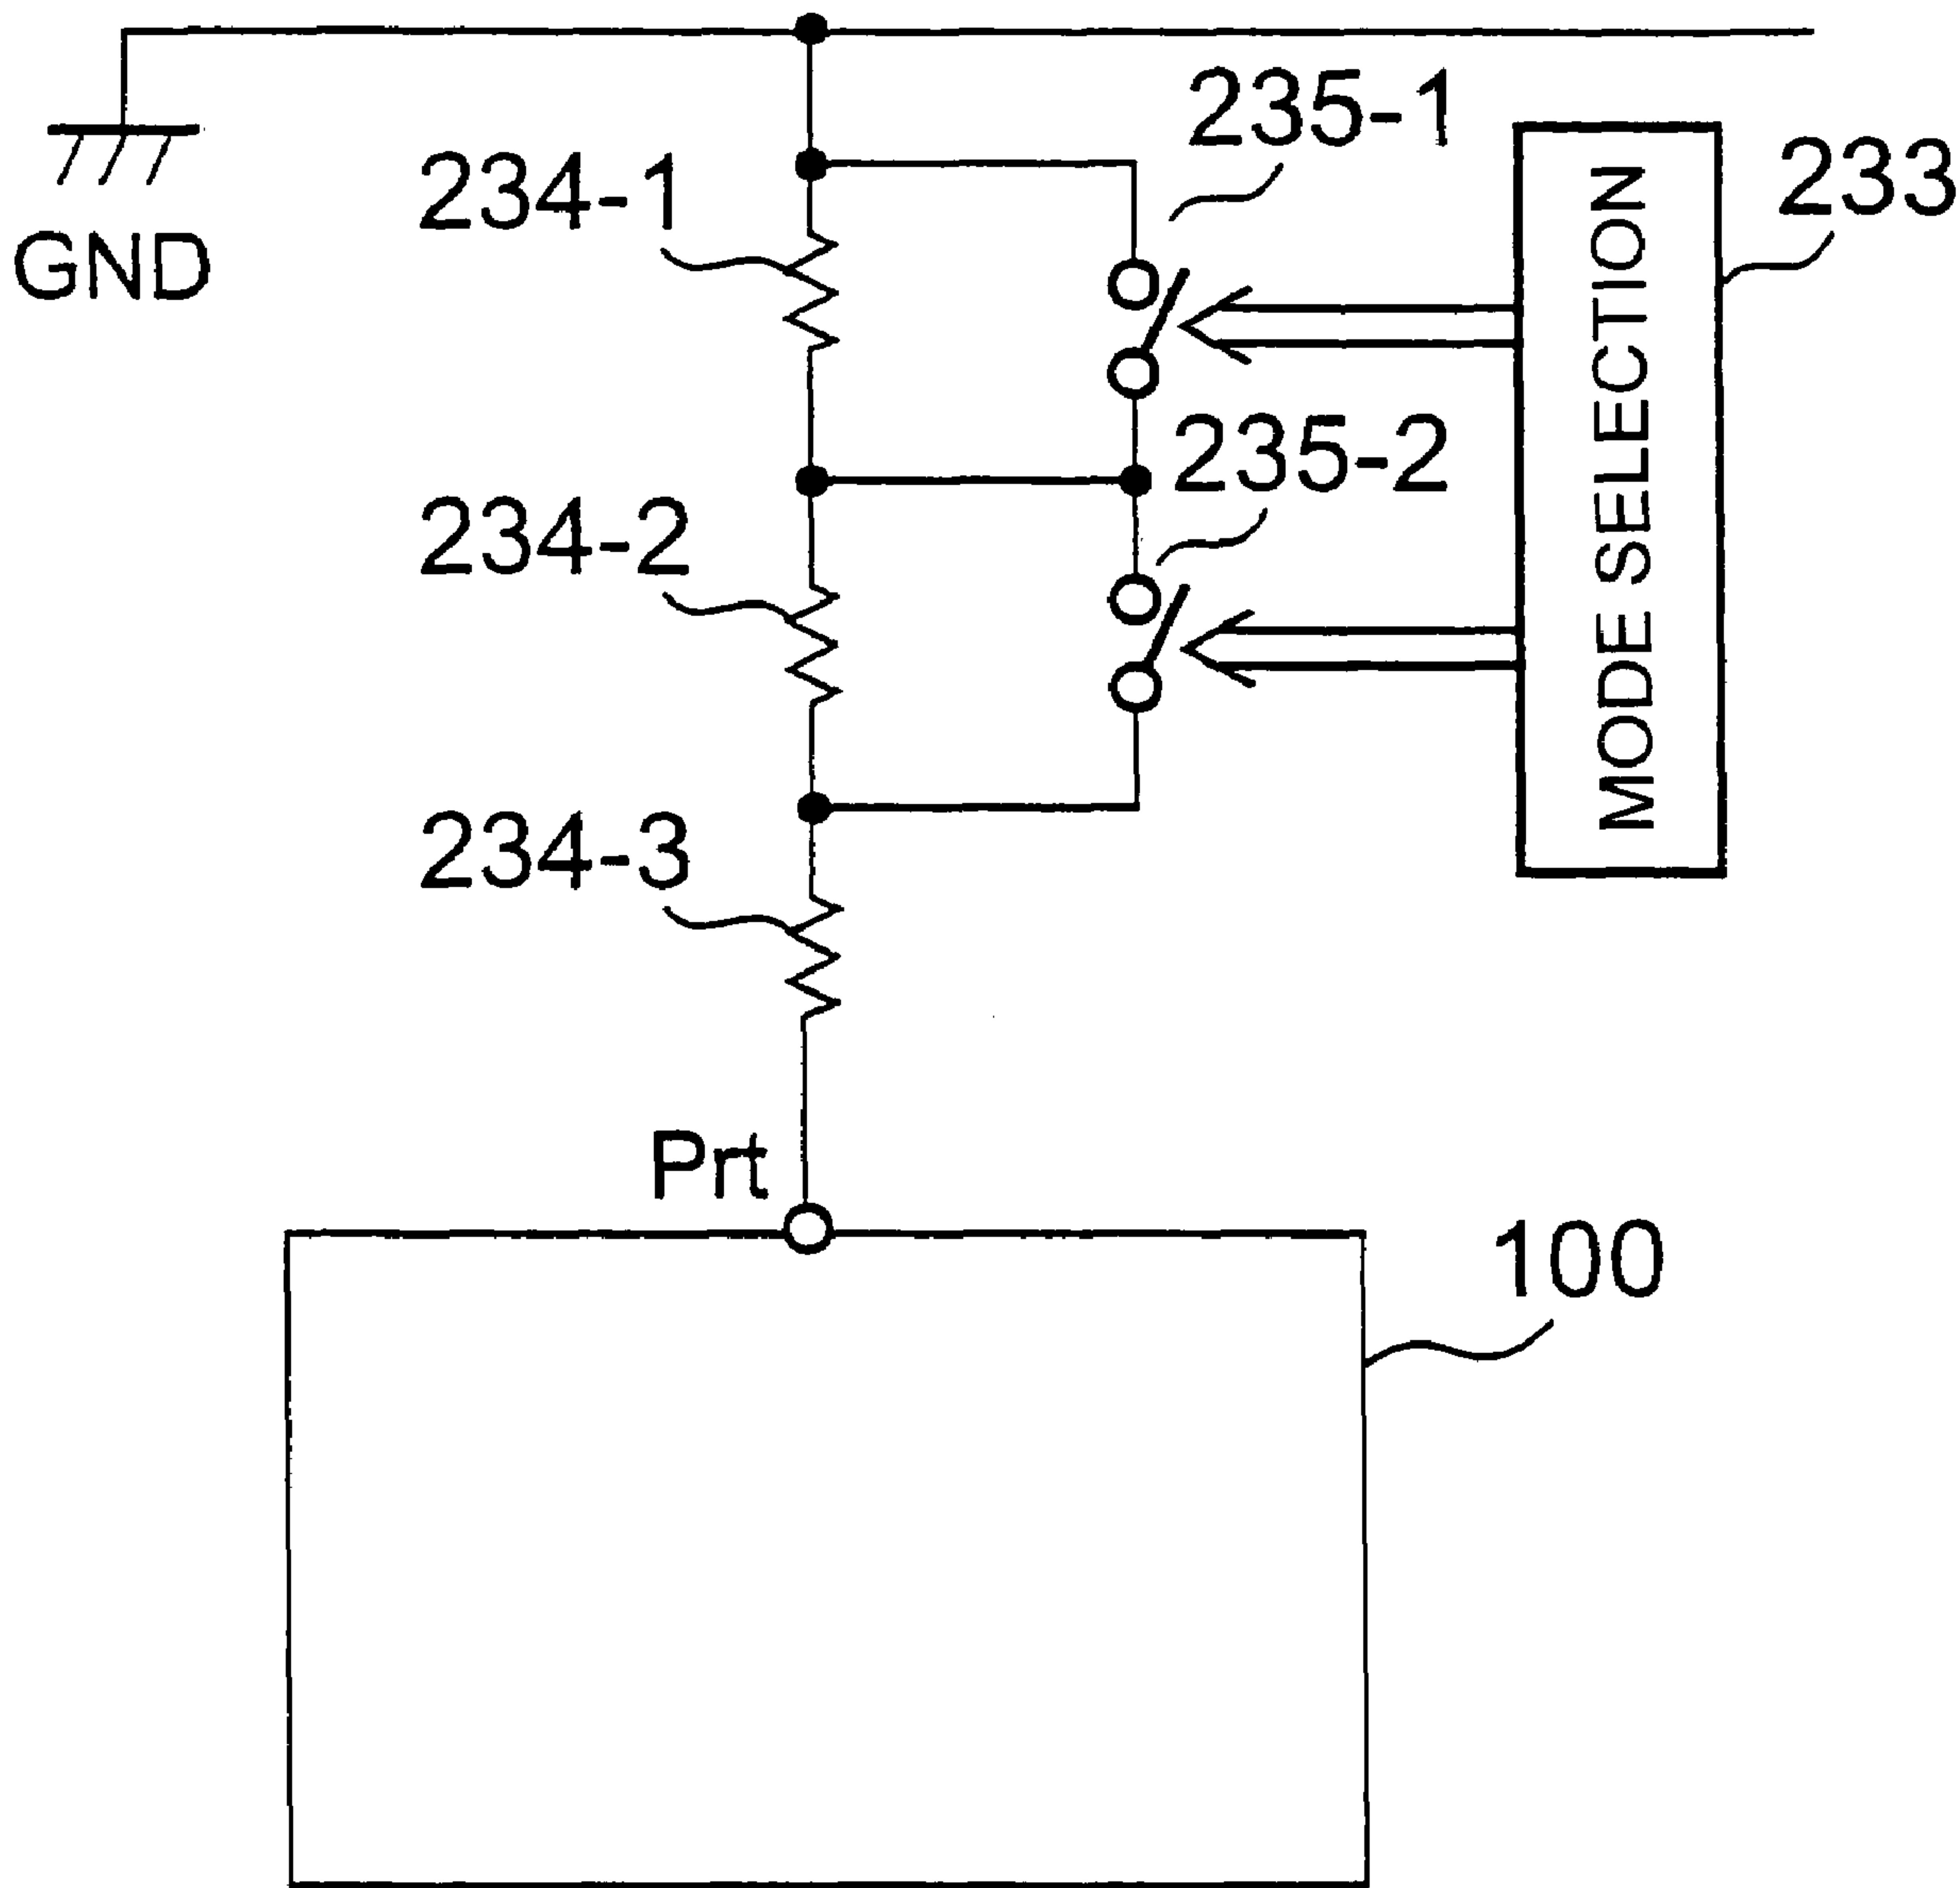 235-1
233
234-1
GND
MODE SELECTION
235-2
234-2
234-3
Prt
100